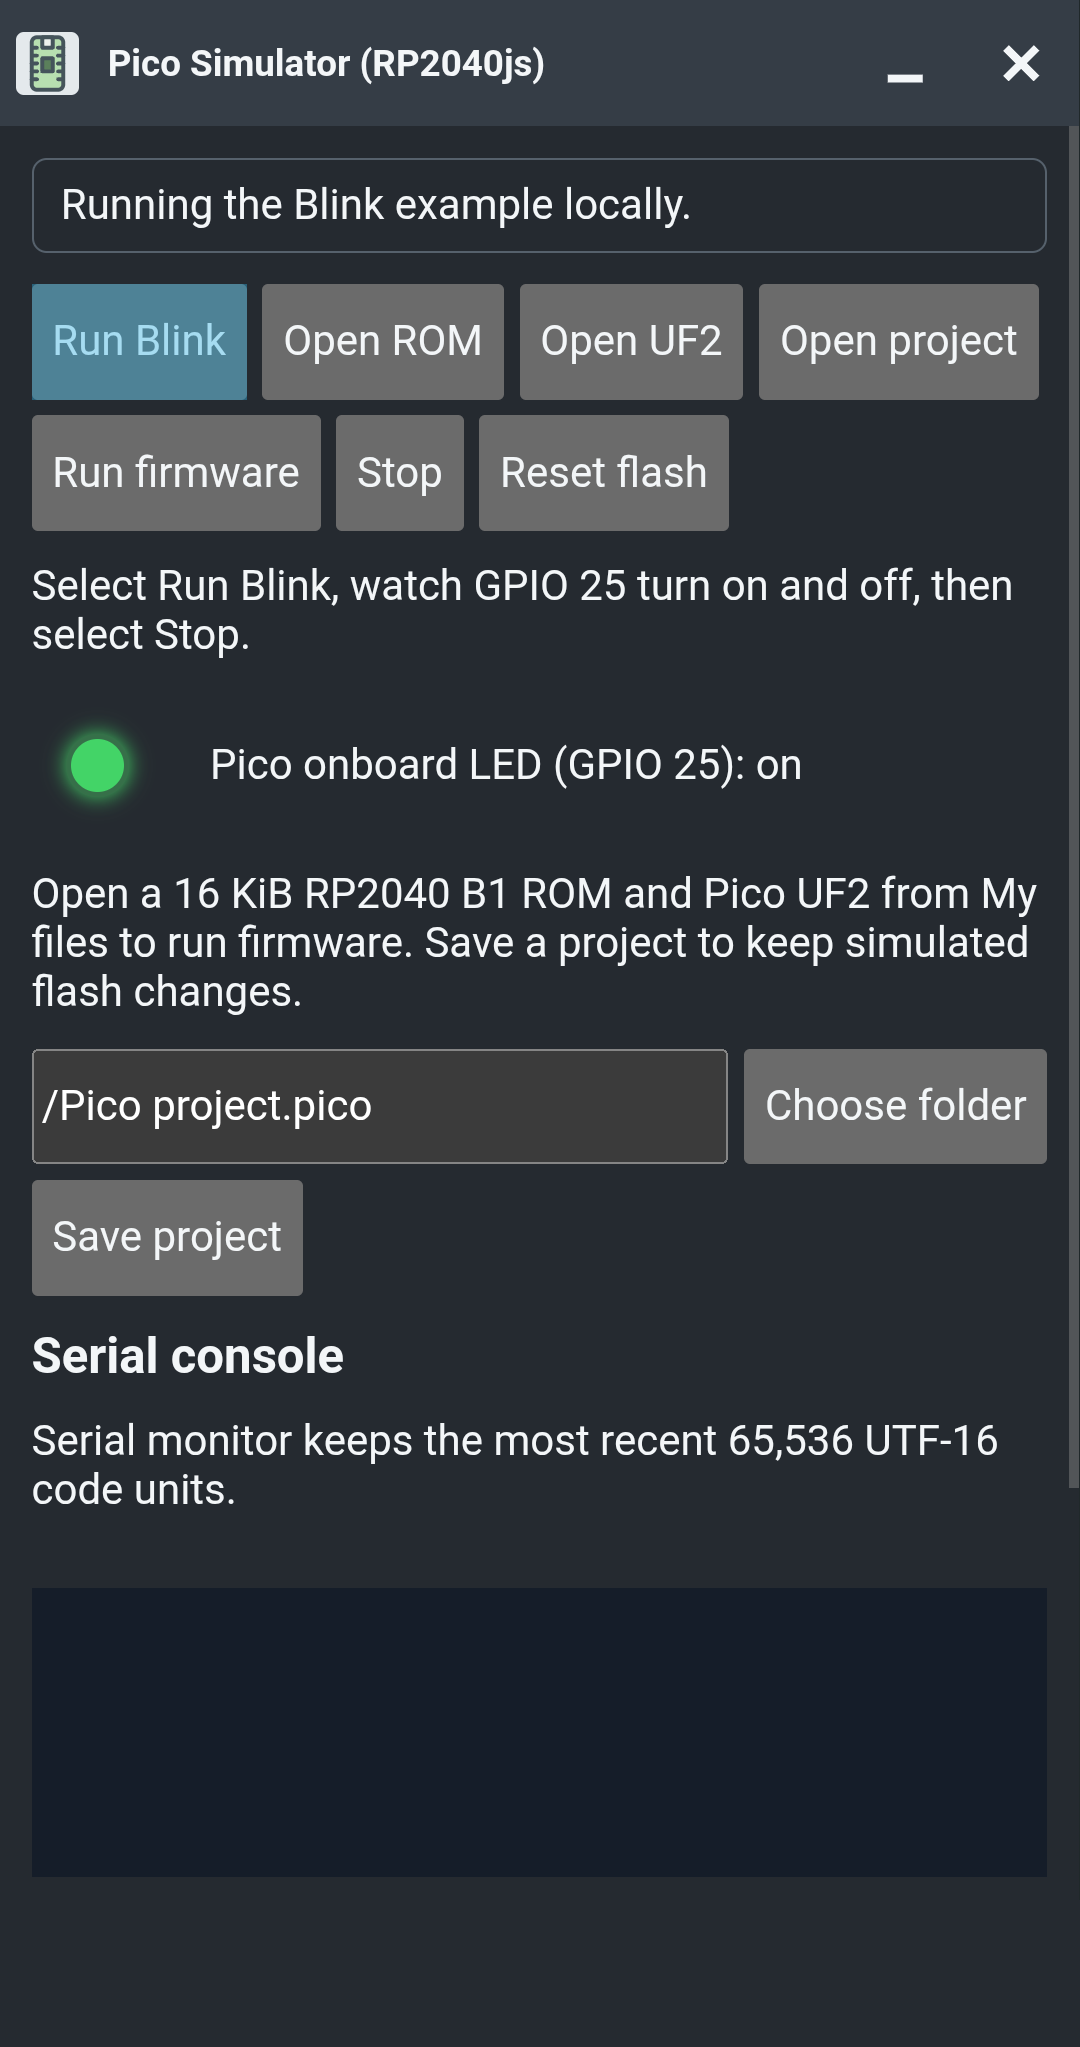 Pico Simulator (RP2040js)
Running the Blink example locally.
Run Blink Open ROM Open UF2 Open project
Run firmware Stop Reset flash
Select Run Blink, watch GPIO 25 turn on and off, then
select Stop.
Pico onboard LED (GPIO 25): on
Open a 16 KiB RP2040 B1 ROM and Pico UF2 from My
files to run firmware. Save a project to keep simulated
flash changes.
/Pico project.pico Choose folder
Save project
Serial console
Serial monitor keeps the most recent 65,536 UTF-16
code units.